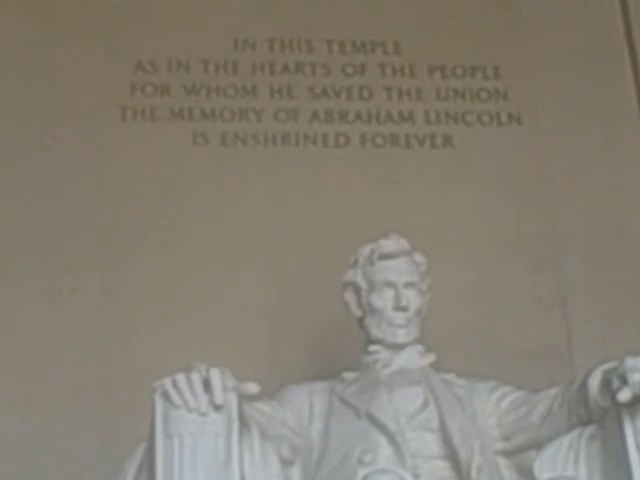 IN THIS TEMPLE
AS IN THE HEARTS OF THE PEOPLE
FOR WHOM HE SAVED THE UNION
THE MEMORY OF ABRAHAM LINCOLN
IS ENSHRINED FOREVER